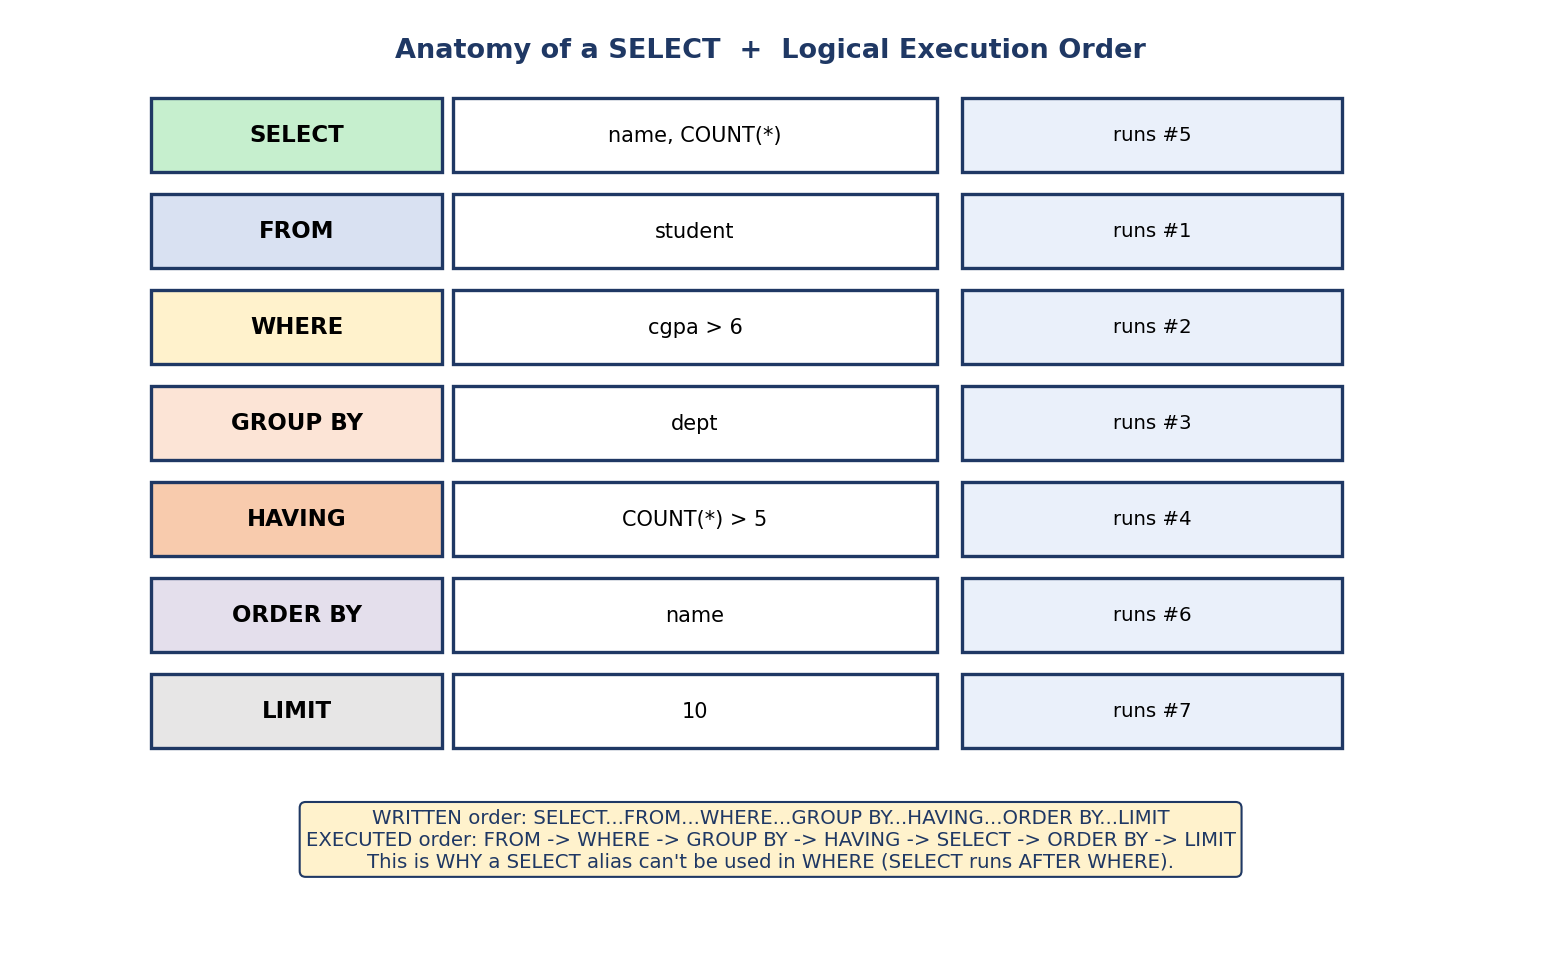 Anatomy of a SELECT + Logical Execution Order
SELECT name, COUNT(*) runs #5
FROM student runs #1
WHERE cgpa > 6 runs #2
GROUP BY dept runs #3
HAVING COUNT(*) > 5 runs #4
ORDER BY name runs #6
LIMIT 10 runs #7
WRITTEN order: SELECT...FROM...WHERE...GROUP BY...HAVING...ORDER BY...LIMIT
EXECUTED order: FROM -> WHERE -> GROUP BY -> HAVING -> SELECT -> ORDER BY -> LIMIT
This is WHY a SELECT alias can't be used in WHERE (SELECT runs AFTER WHERE).